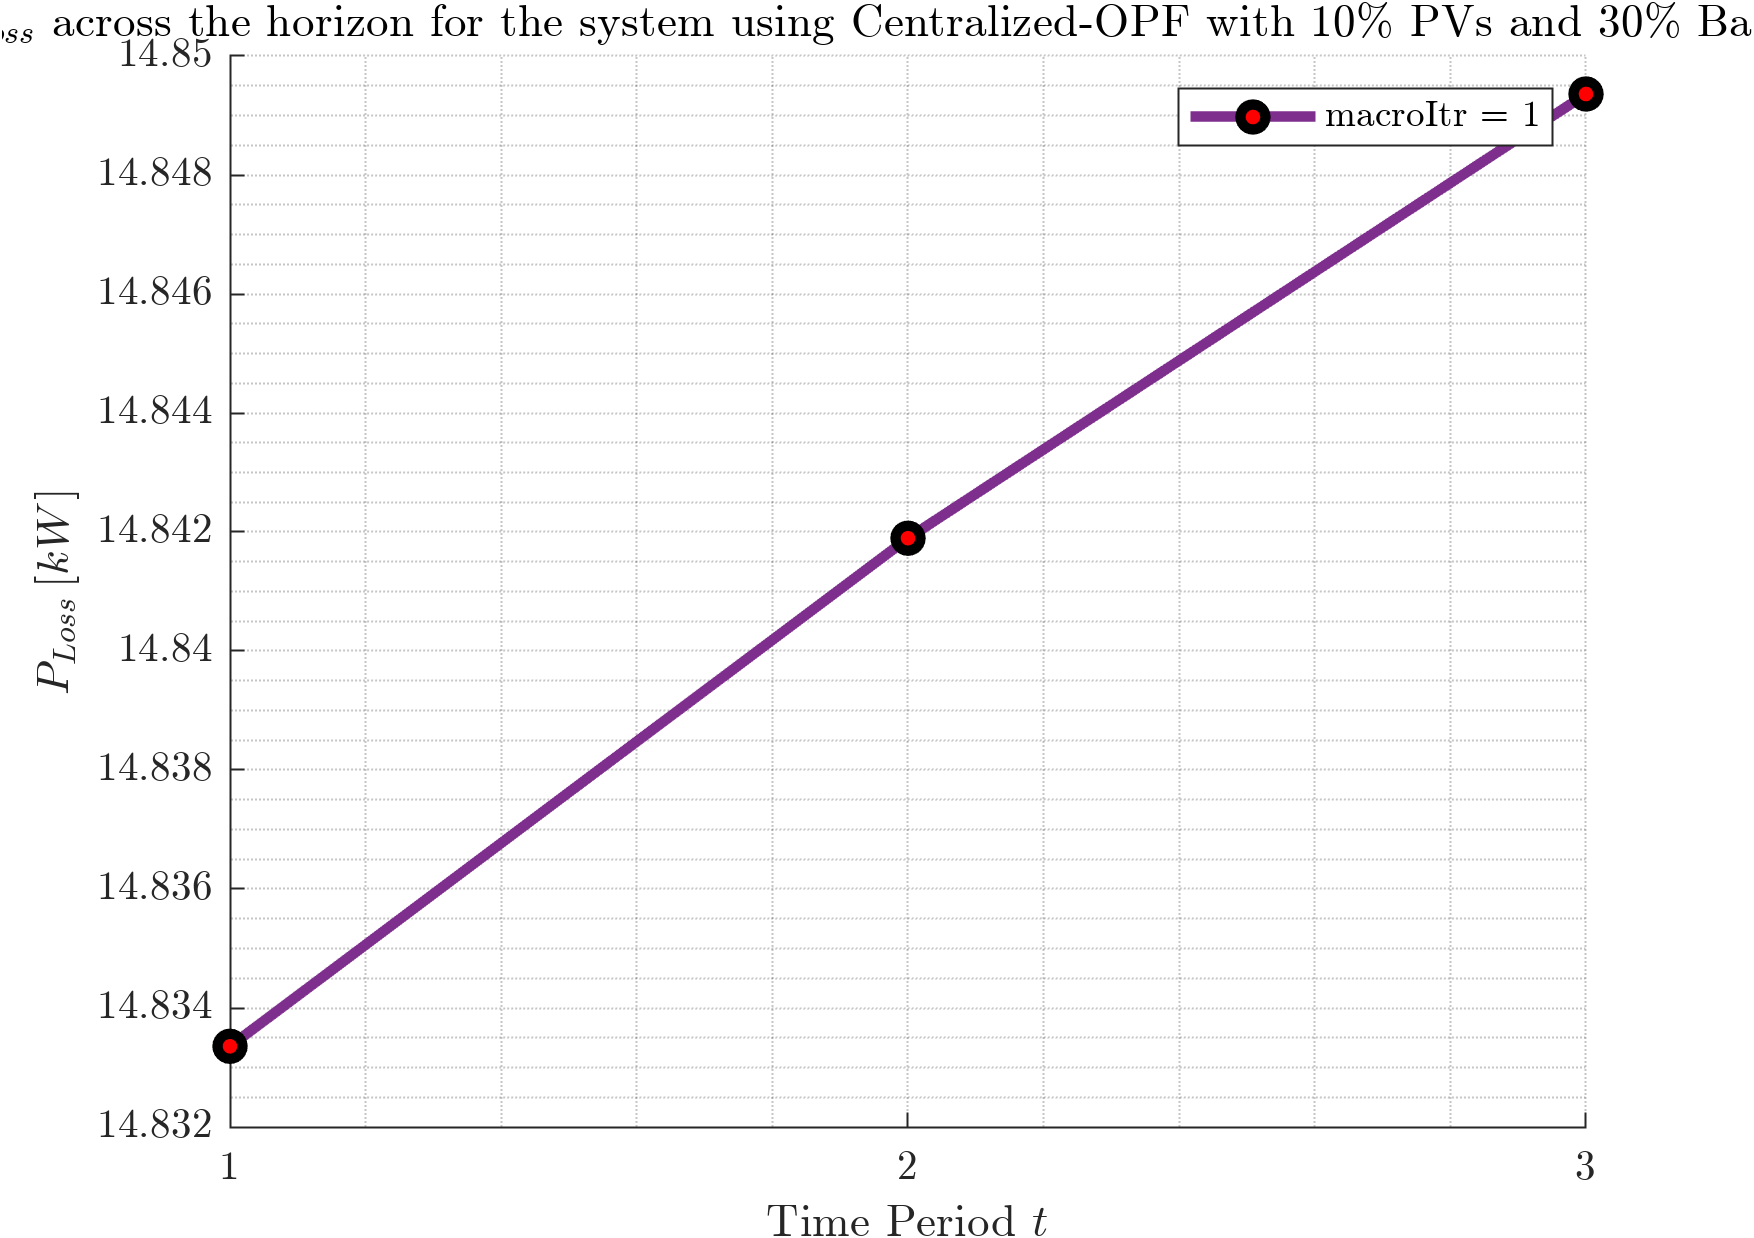 across the horizon for the system using Centralized-OPF with 10% PVs and 30%
14.85
macroItr = 1
14.848
14.846
14.844
14.842
14.84
14.838
14.836
14.834
14.832
P_{Loss} [kW]
1 2 3
Time Period t